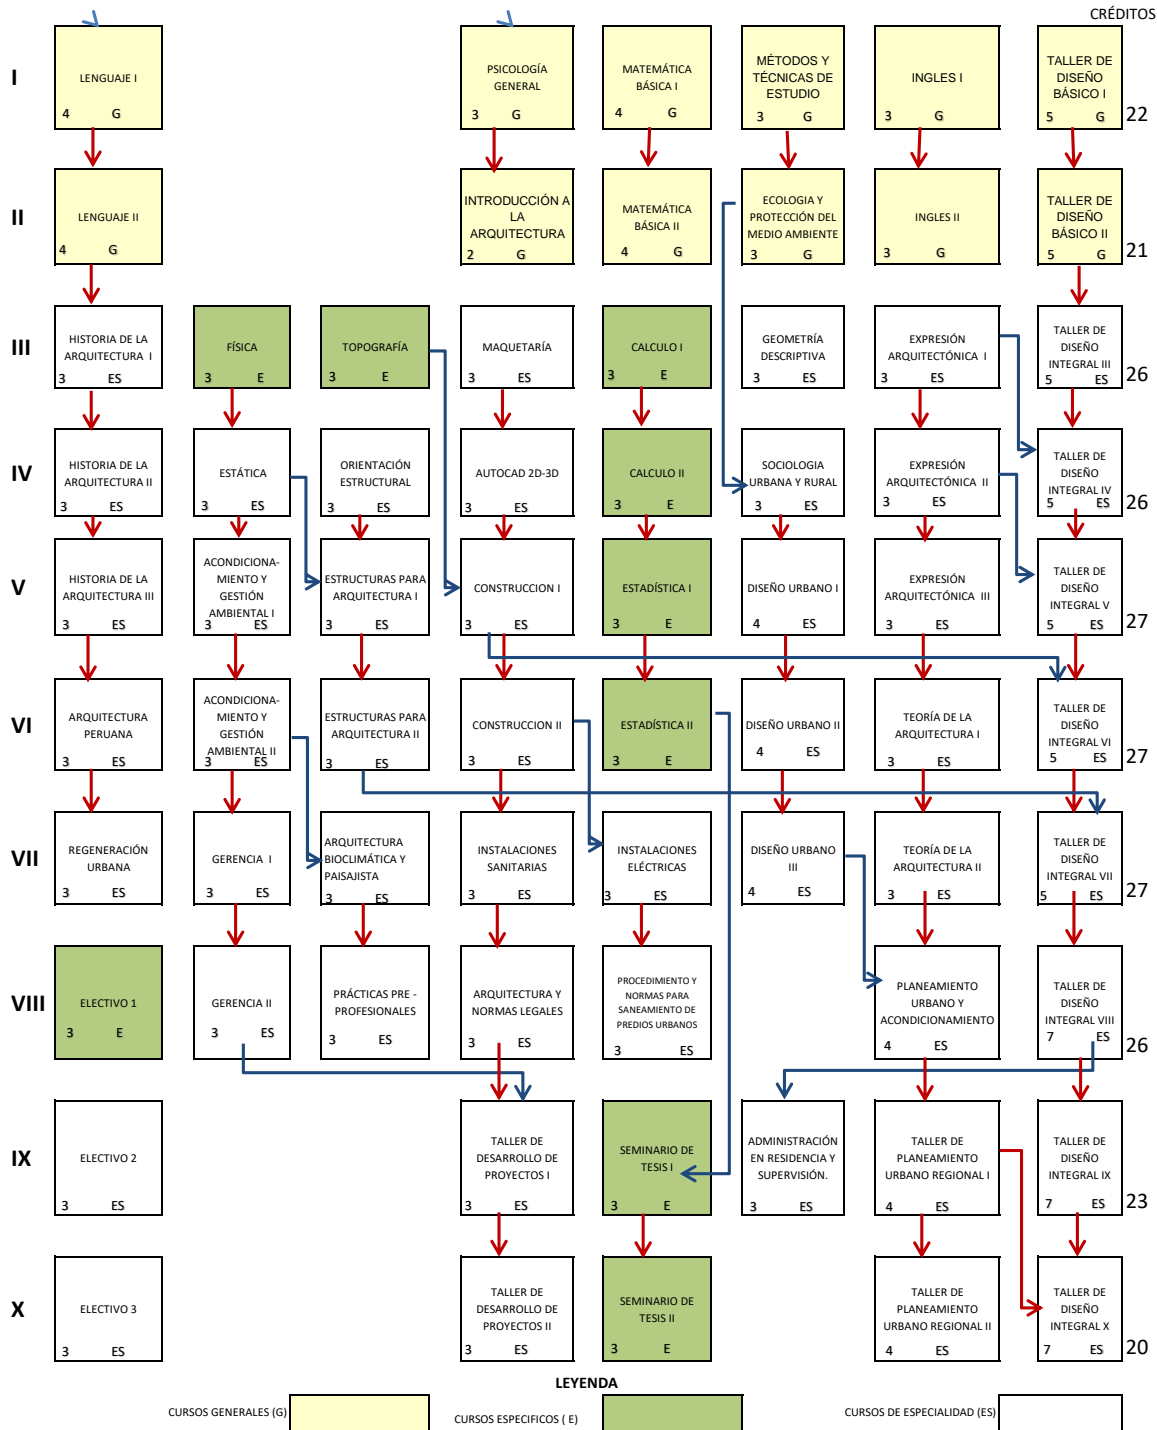 CRÉDITOS
I
LENGUAJE I
4 G
PSICOLOGÍA
GENERAL
3 G
MATEMÁTICA
BÁSICA I
4 G
MÉTODOS Y
TÉCNICAS DE
ESTUDIO
3 G
INGLES I
3 G
TALLER DE
DISEÑO
BÁSICO I
5 G
22
II
LENGUAJE II
4 G
INTRODUCCIÓN A
LA
ARQUITECTURA
2 G
MATEMÁTICA
BÁSICA II
4 G
ECOLOGIA Y
PROTECCIÓN DEL
MEDIO AMBIENTE
3 G
INGLES II
3 G
TALLER DE
DISEÑO
BÁSICO II
5 G
21
III
HISTORIA DE LA
ARQUITECTURA I
3 ES
FÍSICA
3 E
TOPOGRAFÍA
3 E
MAQUETARÍA
3 ES
CALCULO I
3 E
GEOMETRÍA
DESCRIPTIVA
3 ES
EXPRESIÓN
ARQUITECTÓNICA I
3 ES
TALLER DE
DISEÑO
INTEGRAL III
5 ES
26
IV
HISTORIA DE LA
ARQUITECTURA II
3 ES
ESTÁTICA
3 ES
ORIENTACIÓN
ESTRUCTURAL
3 ES
AUTOCAD 2D-3D
3 ES
CALCULO II
3 E
SOCIOLOGIA
URBANA Y RURAL
3 ES
EXPRESIÓN
ARQUITECTÓNICA II
3 ES
TALLER DE
DISEÑO
INTEGRAL IV
5 ES
26
V
HISTORIA DE LA
ARQUITECTURA III
3 ES
ACONDICIONA-
MIENTO Y
GESTIÓN
AMBIENTAL I
3 ES
ESTRUCTURAS PARA
ARQUITECTURA I
3 ES
CONSTRUCCION I
3 ES
ESTADÍSTICA I
3 E
DISEÑO URBANO I
4 ES
EXPRESIÓN
ARQUITECTÓNICA III
3 ES
TALLER DE
DISEÑO
INTEGRAL V
5 ES
27
VI
ARQUITECTURA
PERUANA
3 ES
ACONDICIONA-
MIENTO Y
GESTIÓN
AMBIENTAL II
3 ES
ESTRUCTURAS PARA
ARQUITECTURA II
3 ES
CONSTRUCCION II
3 ES
ESTADÍSTICA II
3 E
DISEÑO URBANO II
4 ES
TEORÍA DE LA
ARQUITECTURA I
3 ES
TALLER DE
DISEÑO
INTEGRAL VI
5 ES
27
VII
REGENERACIÓN
URBANA
3 ES
GERENCIA I
3 ES
ARQUITECTURA
BIOCLIMÁTICA Y
PAISAJISTA
3 ES
INSTALACIONES
SANITARIAS
3 ES
INSTALACIONES
ELÉCTRICAS
3 ES
DISEÑO URBANO
III
4 ES
TEORÍA DE LA
ARQUITECTURA II
3 ES
TALLER DE
DISEÑO
INTEGRAL VII
5 ES
27
VIII
ELECTIVO 1
3 E
GERENCIA II
3 ES
PRÁCTICAS PRE -
PROFESIONALES
3 ES
ARQUITECTURA Y
NORMAS LEGALES
3 ES
PROCEDIMIENTO Y
NORMAS PARA
SANEAMIENTO DE
PREDIOS URBANOS
3 ES
PLANEAMIENTO
URBANO Y
ACONDICIONAMIENTO
4 ES
TALLER DE
DISEÑO
INTEGRAL VIII
7 ES
26
IX
ELECTIVO 2
3 ES
TALLER DE
DESARROLLO DE
PROYECTOS I
3 ES
SEMINARIO DE
TESIS I
3 E
ADMINISTRACIÓN
EN RESIDENCIA Y
SUPERVISIÓN.
3 ES
TALLER DE
PLANEAMIENTO
URBANO REGIONAL I
4 ES
TALLER DE
DISEÑO
INTEGRAL IX
7 ES
23
X
ELECTIVO 3
3 ES
TALLER DE
DESARROLLO DE
PROYECTOS II
3 ES
SEMINARIO DE
TESIS II
3 E
TALLER DE
PLANEAMIENTO
URBANO REGIONAL II
4 ES
TALLER DE
DISEÑO
INTEGRAL X
7 ES
20
LEYENDA
CURSOS GENERALES (G)
CURSOS ESPECIFICOS ( E)
CURSOS DE ESPECIALIDAD (ES)